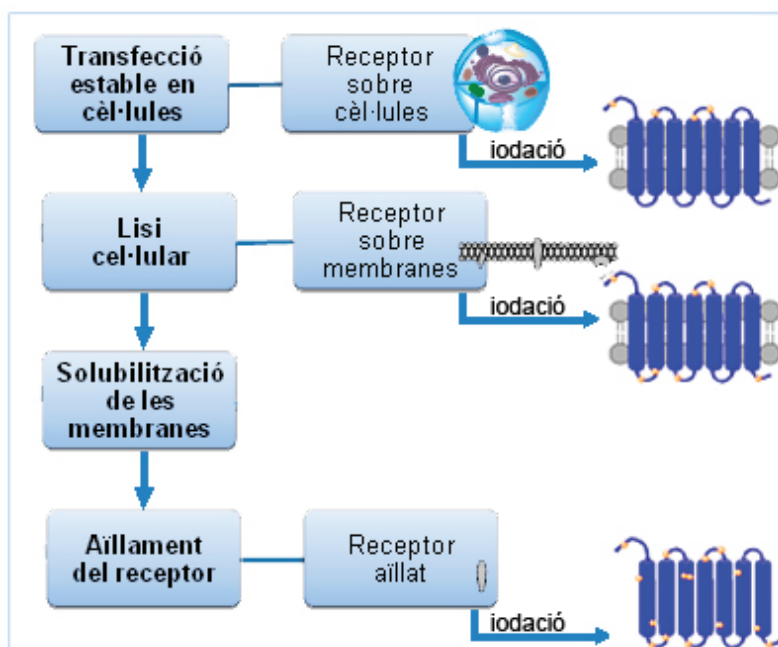 Transfecció
estable en
cèl·lules
Receptor
sobre
cèl·lules
iodació
Lisi
cel·lular
Receptor
sobre
membranes
iodació
Solubilització
de les
membranes
Aïllament
del receptor
Receptor
aïllat
iodació